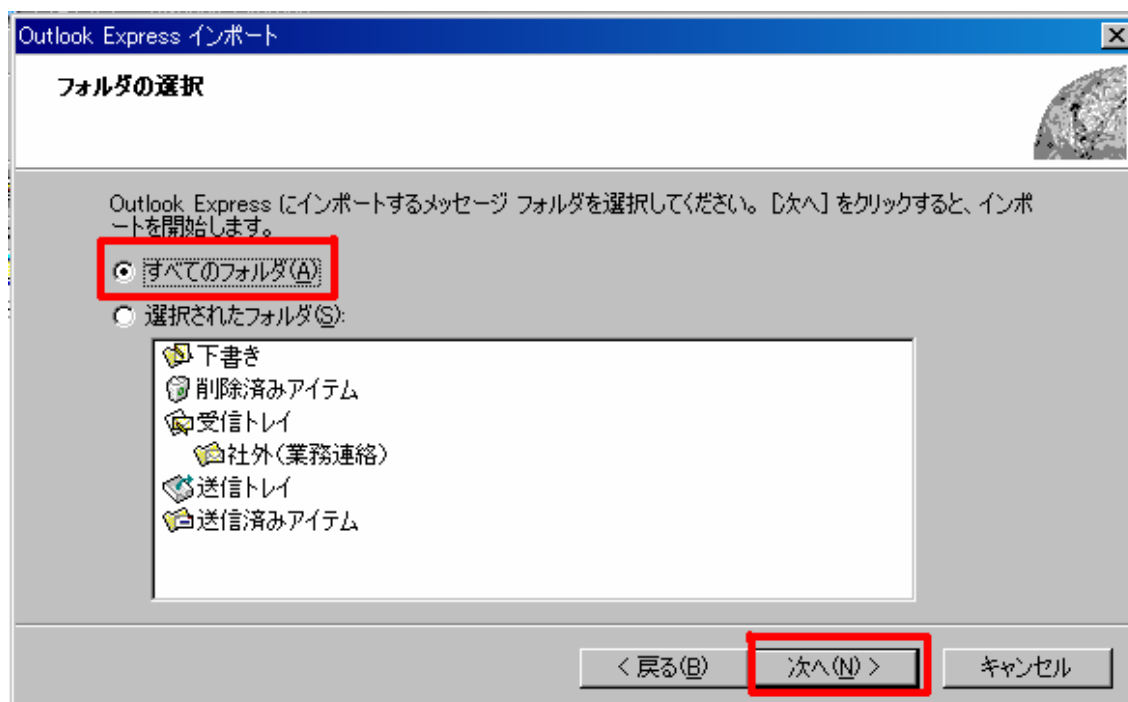 Outlook Express インポート
フォルダの選択
Outlook Express にインポートするメッセージ フォルダを選択してください。 [次へ] をクリックすると、インポ
ートを開始します。
すべてのフォルダ(A)
選択されたフォルダ(S):
下書き
削除済みアイテム
受信トレイ
社外(業務連絡)
送信トレイ
送信済みアイテム
< 戻る(B) 次へ(N) > キャンセル